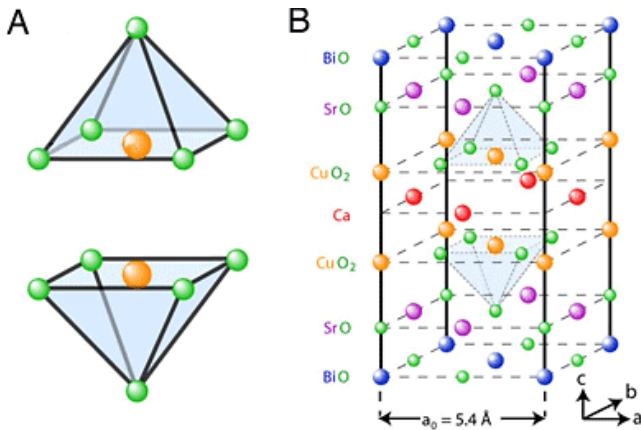 A
B
BiO
SrO
CuO₂
Ca
CuO₂
SrO
BiO
a₀ = 5.4 Å
c
b
a